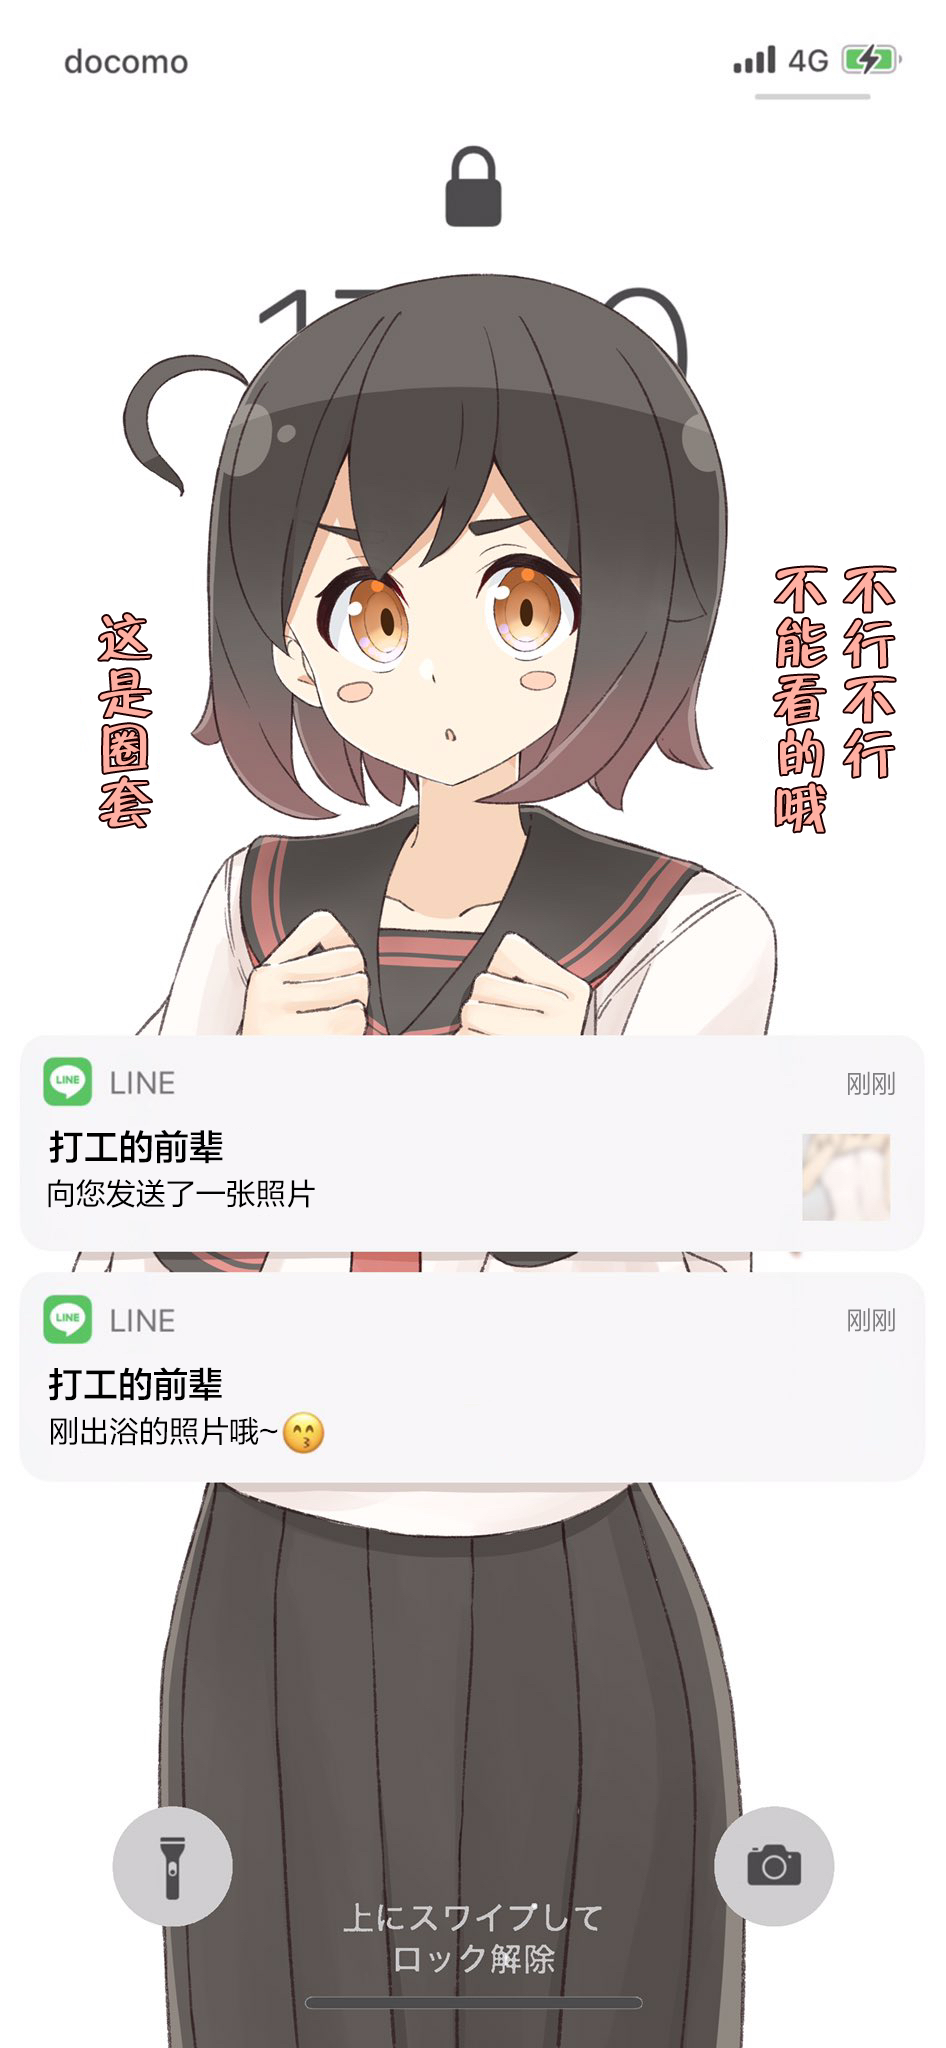 docomo
4G
不行不行
不能看的哦
这是圈套
LINE
LINE
刚刚
打工的前辈
向您发送了一张照片
LINE
LINE
刚刚
打工的前辈
刚出浴的照片哦~😙
上にスワイプして
ロック解除